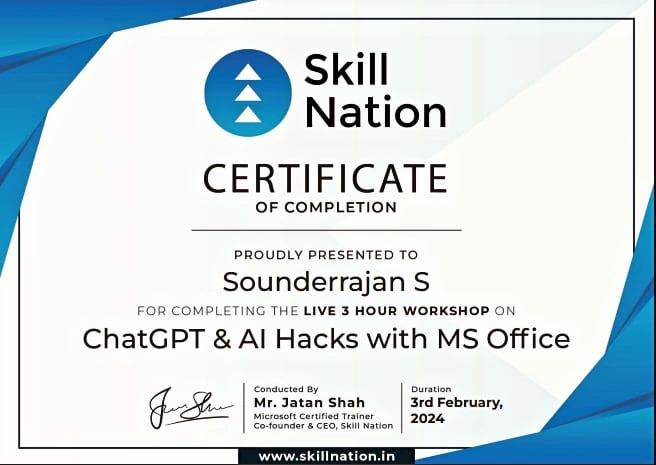 Skill
Nation
CERTIFICATE
OF COMPLETION
PROUDLY PRESENTED TO
Sounderrajan S
FOR COMPLETING THE LIVE 3 HOUR WORKSHOP ON
ChatGPT & AI Hacks with MS Office
Conducted By
Mr. Jatan Shah
Microsoft Certified Trainer
Co-founder & CEO, Skill Nation
Duration
3rd February,
2024
www.skillnation.in